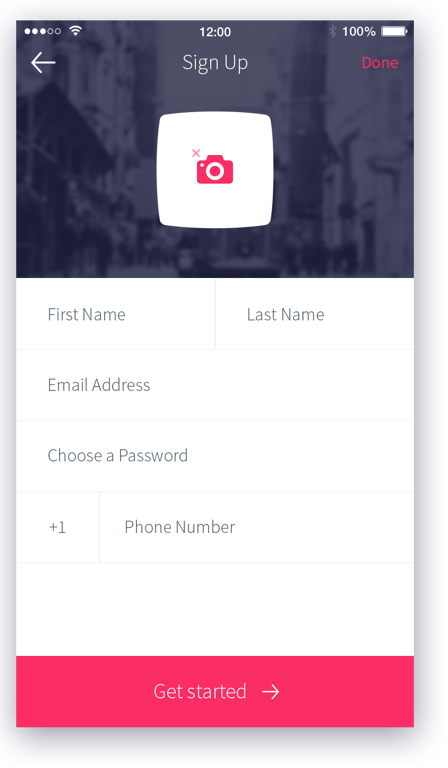 12:00 100%
Sign Up Done
First Name Last Name
Email Address
Choose a Password
+1 Phone Number
Get started